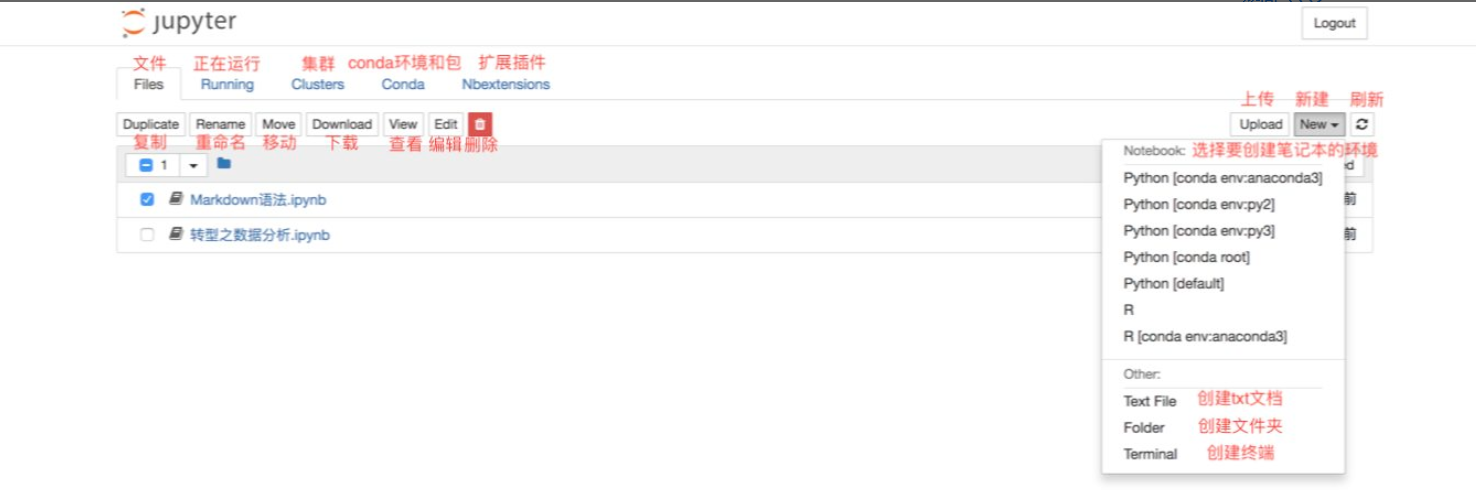 jupyter
Logout
文件 正在运行 集群 conda环境和包 扩展插件
Files Running Clusters Conda Nbextensions
上传 新建 刷新
Duplicate Rename Move Download View Edit Upload New
复制 重命名 移动 下载 查看 编辑 删除
Notebook: 选择要创建笔记本的环境
1
Python [conda env:anaconda3]
Markdown语法.ipynb 前
Python [conda env:py2]
Python [conda env:py3]
转型之数据分析.ipynb 前
Python [conda root]
Python [default]
R
R [conda env:anaconda3]
Other:
Text File 创建txt文档
Folder 创建文件夹
Terminal 创建终端